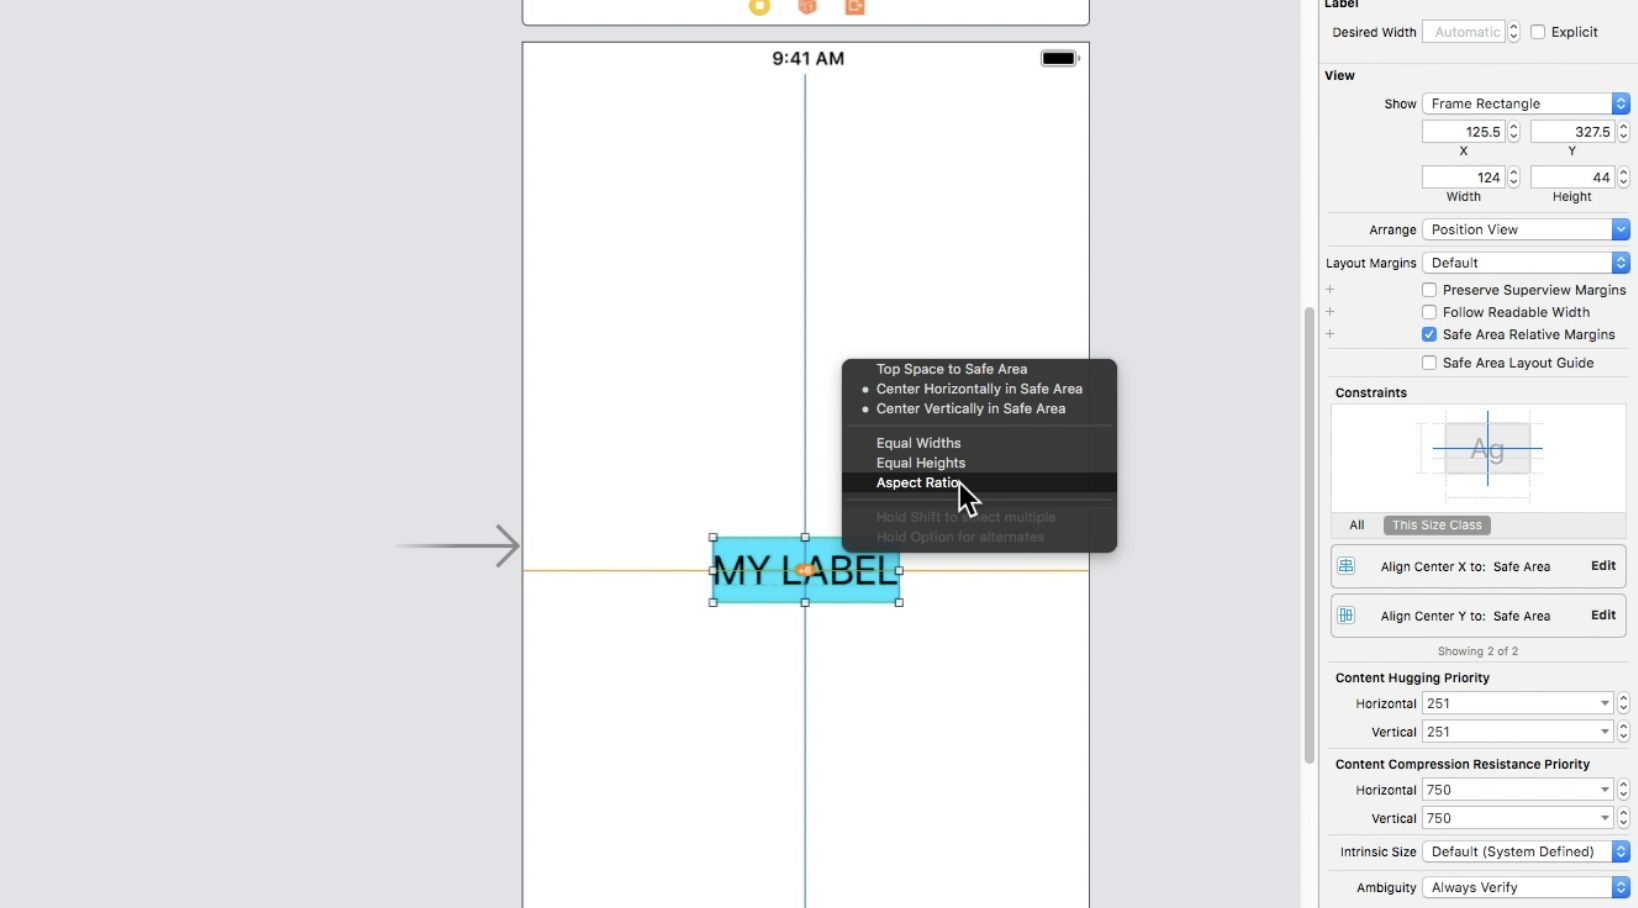 Label
Desired Width Automatic Explicit
9:41 AM
View
Show Frame Rectangle
125.5 327.5
X Y
124 44
Width Height
Arrange Position View
Layout Margins Default
Preserve Superview Margins
Follow Readable Width
Safe Area Relative Margins
Safe Area Layout Guide
Top Space to Safe Area
Center Horizontally in Safe Area
Center Vertically in Safe Area
Equal Widths
Equal Heights
Aspect Ratio
Hold Shift to select multiple
Hold Option for alternates
MY LABEL
+6
Constraints
Ag
All This Size Class
Align Center X to: Safe Area Edit
Align Center Y to: Safe Area Edit
Showing 2 of 2
Content Hugging Priority
Horizontal 251
Vertical 251
Content Compression Resistance Priority
Horizontal 750
Vertical 750
Intrinsic Size Default (System Defined)
Ambiguity Always Verify